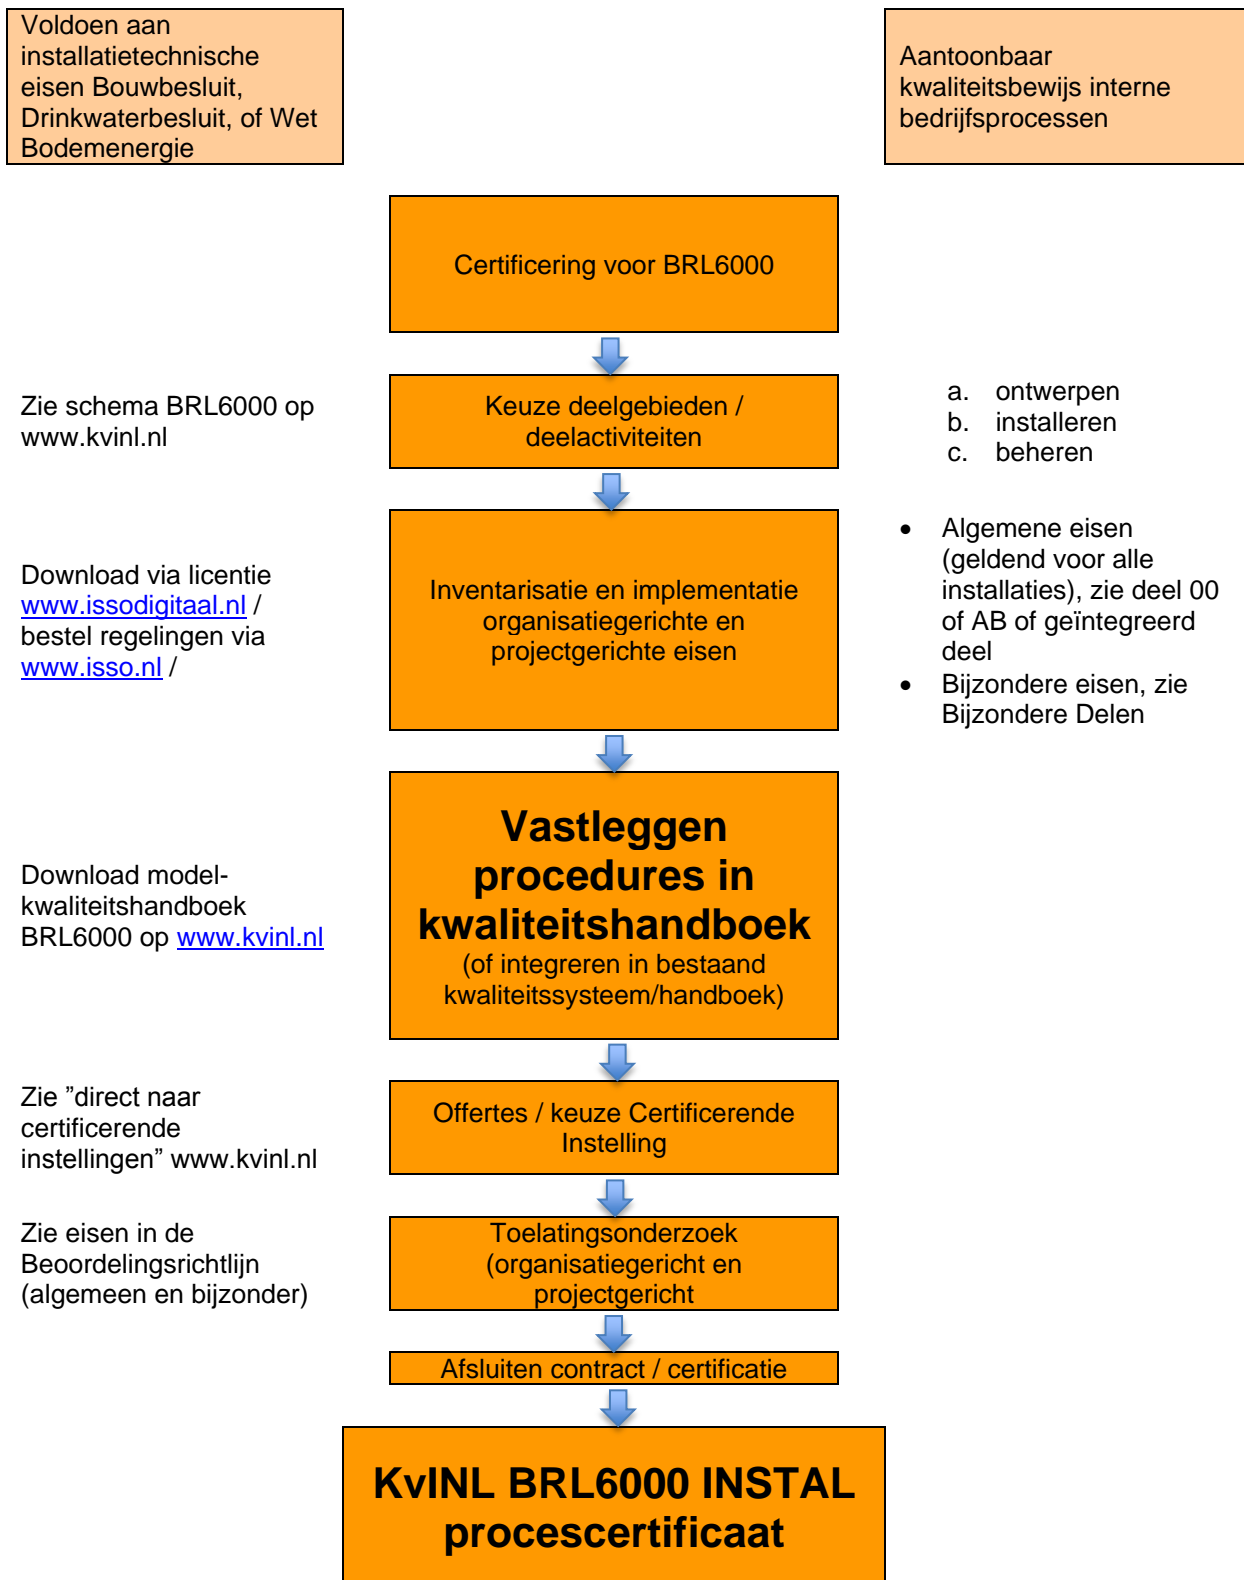 Voldoen aan
installatietechnische
eisen Bouwbesluit,
Drinkwaterbesluit, of Wet
Bodemenergie
Aantoonbaar
kwaliteitsbewijs interne
bedrijfsprocessen
Certificering voor BRL6000
Zie schema BRL6000 op
www.kvinl.nl
Keuze deelgebieden /
deelactiviteiten
a. ontwerpen
b. installeren
c. beheren
Download via licentie
www.issodigitaal.nl /
bestel regelingen via
www.isso.nl /
Inventarisatie en implementatie
organisatiegerichte en
projectgerichte eisen
• Algemene eisen
(geldend voor alle
installaties), zie deel 00
of AB of geïntegreerd
deel
• Bijzondere eisen, zie
Bijzondere Delen
Download model-
kwaliteitshandboek
BRL6000 op www.kvinl.nl
Vastleggen
procedures in
kwaliteitshandboek
(of integreren in bestaand
kwaliteitssysteem/handboek)
Zie ”direct naar
certificerende
instellingen” www.kvinl.nl
Offertes / keuze Certificerende
Instelling
Zie eisen in de
Beoordelingsrichtlijn
(algemeen en bijzonder)
Toelatingsonderzoek
(organisatiegericht en
projectgericht
Afsluiten contract / certificatie
KvINL BRL6000 INSTAL
procescertificaat